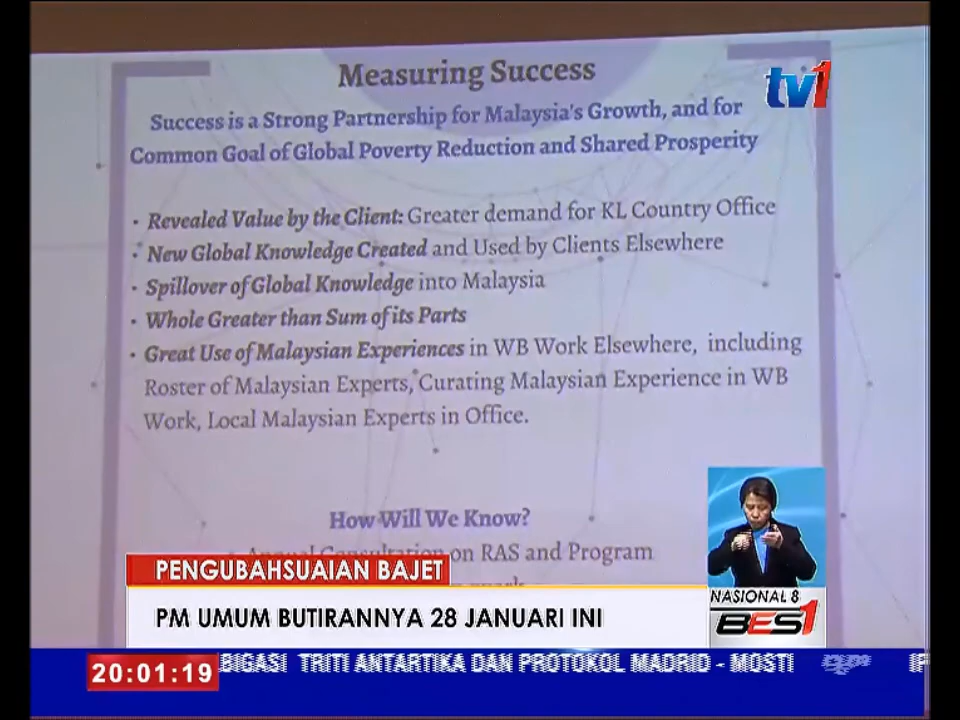 Measuring Success
tv1
Success is a Strong Partnership for Malaysia's Growth, and for
Common Goal of Global Poverty Reduction and Shared Prosperity
• Revealed Value by the Client: Greater demand for KL Country Office
• New Global Knowledge Created and Used by Clients Elsewhere
• Spillover of Global Knowledge into Malaysia
• Whole Greater than Sum of its Parts
• Great Use of Malaysian Experiences in WB Work Elsewhere, including
Roster of Malaysian Experts, Curating Malaysian Experience in WB
Work, Local Malaysian Experts in Office.
How Will We Know?
• Annual Consultation on RAS and Program
PENGUBAHSUAIAN BAJET
PM UMUM BUTIRANNYA 28 JANUARI INI
NASIONAL 8
BES1
20:01:19
BIGASI TRITI ANTARTIKA DAN PROTOKOL MADRID - MOSTI